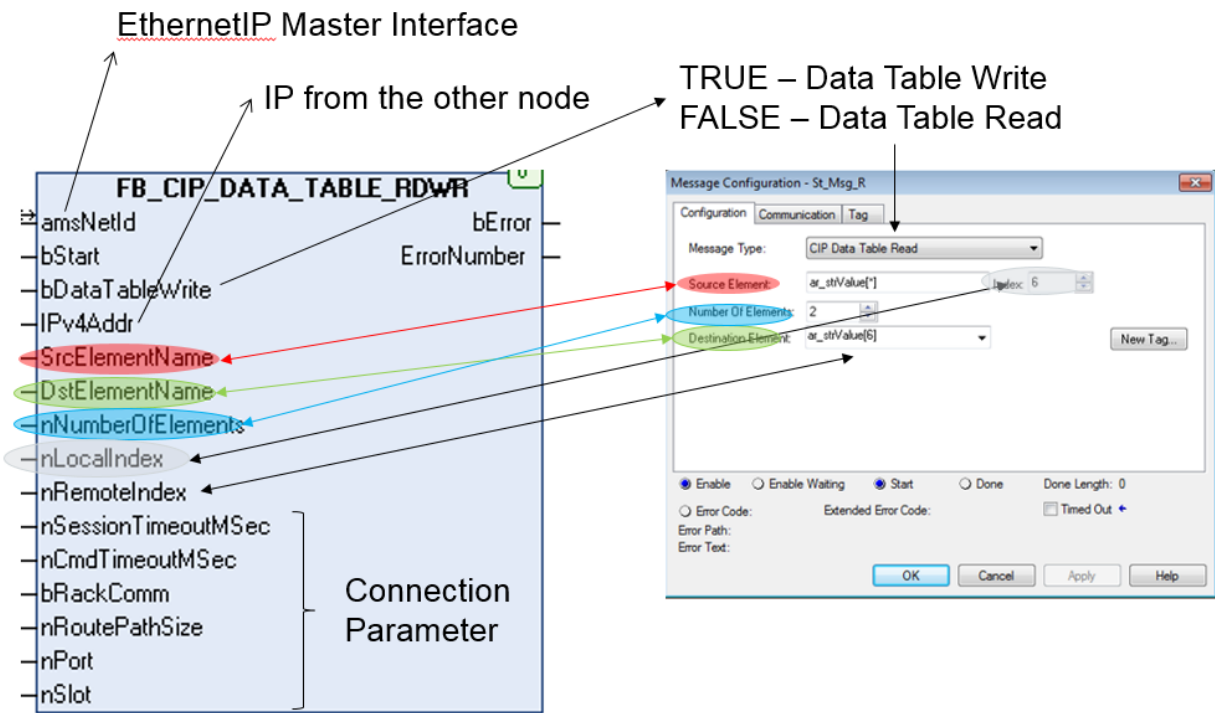 EthernetIP Master Interface
IP from the other node
TRUE – Data Table Write
FALSE – Data Table Read
FB_CIP_DATA_TABLE_RDWR
amsNetId
bError
bStart
ErrorNumber
bDataTableWrite
IPv4Addr
SrcElementName
DstElementName
nNumberOfElements
nLocalIndex
nRemoteIndex
nSessionTimeoutMSec
nCmdTimeoutMSec
bRackComm
nRoutePathSize
nPort
nSlot
Connection
Parameter
Message Configuration - St_Msg_R
Configuration Communication Tag
Message Type: CIP Data Table Read
Source Element: ar_strValue[*] Index: 6
Number Of Elements: 2
Destination Element: ar_strValue[6] New Tag...
Enable Enable Waiting Start Done Done Length: 0
Error Code: Extended Error Code: Timed Out
Error Path:
Error Text:
OK Cancel Apply Help